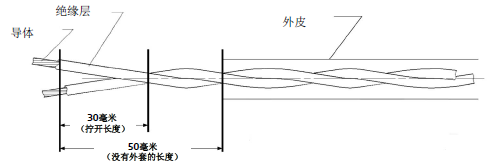 绝缘层
导体
外皮
30毫米
（拧开长度）
50毫米
（没有外套的长度）